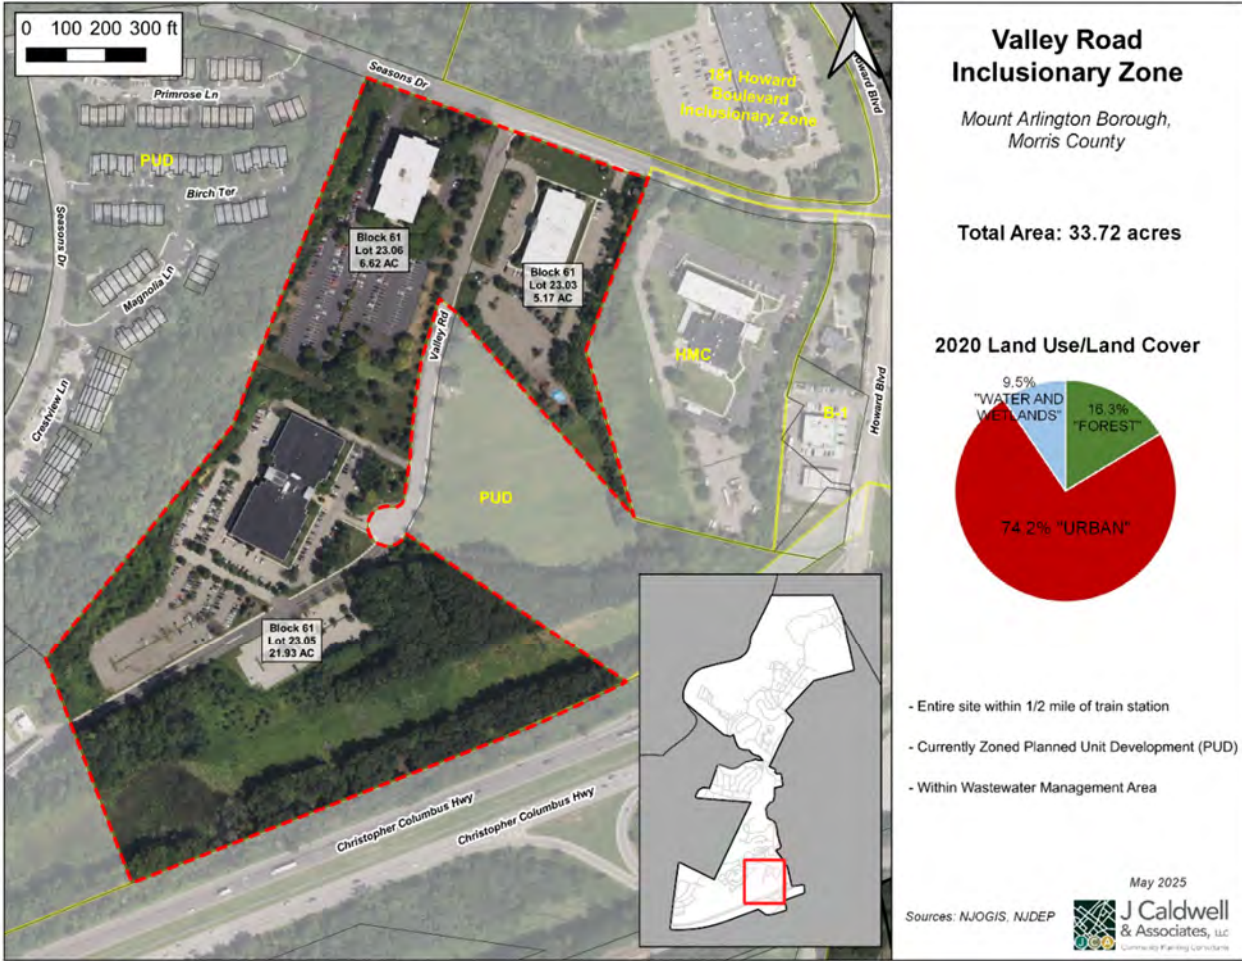 0 100 200 300 ft
Seasons Dr
Howard Blvd
Primrose Ln
181 Howard
Boulevard
Inclusionary Zone
PUD
Birch Ter
Seasons Dr
Block 61
Lot 23.06
6.62 AC
Block 61
Lot 23.03
5.17 AC
Magnolia Ln
Valley Rd
HMC
Howard Blvd
Crestview Ln
B-1
PUD
Block 61
Lot 23.05
21.93 AC
Christopher Columbus Hwy
Christopher Columbus Hwy
Valley Road
Inclusionary Zone
Mount Arlington Borough,
Morris County
Total Area: 33.72 acres
2020 Land Use/Land Cover
9.5%
"WATER AND
WETLANDS"
16.3%
"FOREST"
74.2% "URBAN"
- Entire site within 1/2 mile of train station
- Currently Zoned Planned Unit Development (PUD)
- Within Wastewater Management Area
May 2025
Sources: NJOGIS, NJDEP
JCA
J Caldwell
& Associates, LLC
Community Planning Consultants